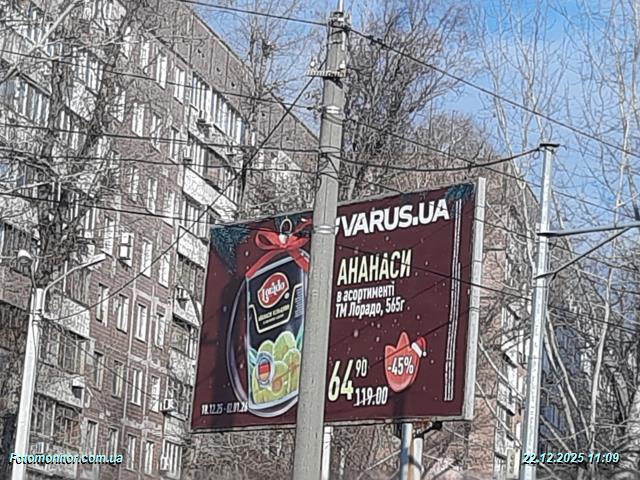 VARUS.UA
АНАНАСИ
в асортименті
ТМ Лорадо, 565г
Lorado
64 90
-45%
119.00
Fotomonitor.com.ua
22.12.2025 11:09